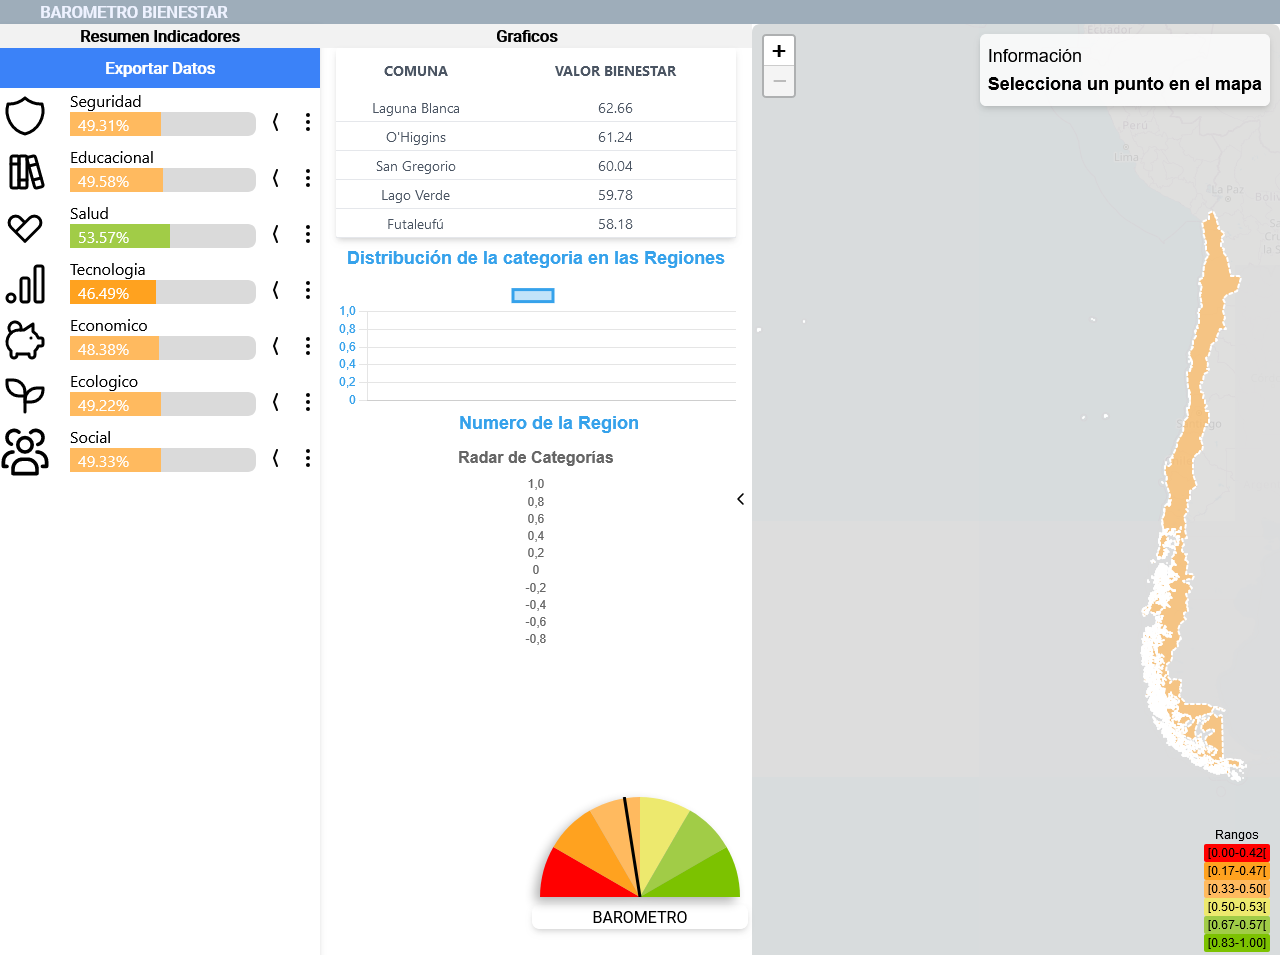 BAROMETRO BIENESTAR
Resumen Indicadores
Exportar Datos
Seguridad
49.31%
Educacional
49.58%
Salud
53.57%
Tecnologia
46.49%
Economico
48.38%
Ecologico
49.22%
Social
49.33%
Graficos
COMUNA VALOR BIENESTAR
Laguna Blanca 62.66
O'Higgins 61.24
San Gregorio 60.04
Lago Verde 59.78
Futaleufú 58.18
Distribución de la categoria en las Regiones
1,0
0,8
0,6
0,4
0,2
0
Numero de la Region
Radar de Categorías
1,0
0,8
0,6
0,4
0,2
0
-0,2
-0,4
-0,6
-0,8
BAROMETRO
+
−
Información
Selecciona un punto en el mapa
Ecuador
Perú
Lima
La Paz
Rangos
[0.00-0.42[
[0.17-0.47[
[0.33-0.50[
[0.50-0.53[
[0.67-0.57[
[0.83-1.00]